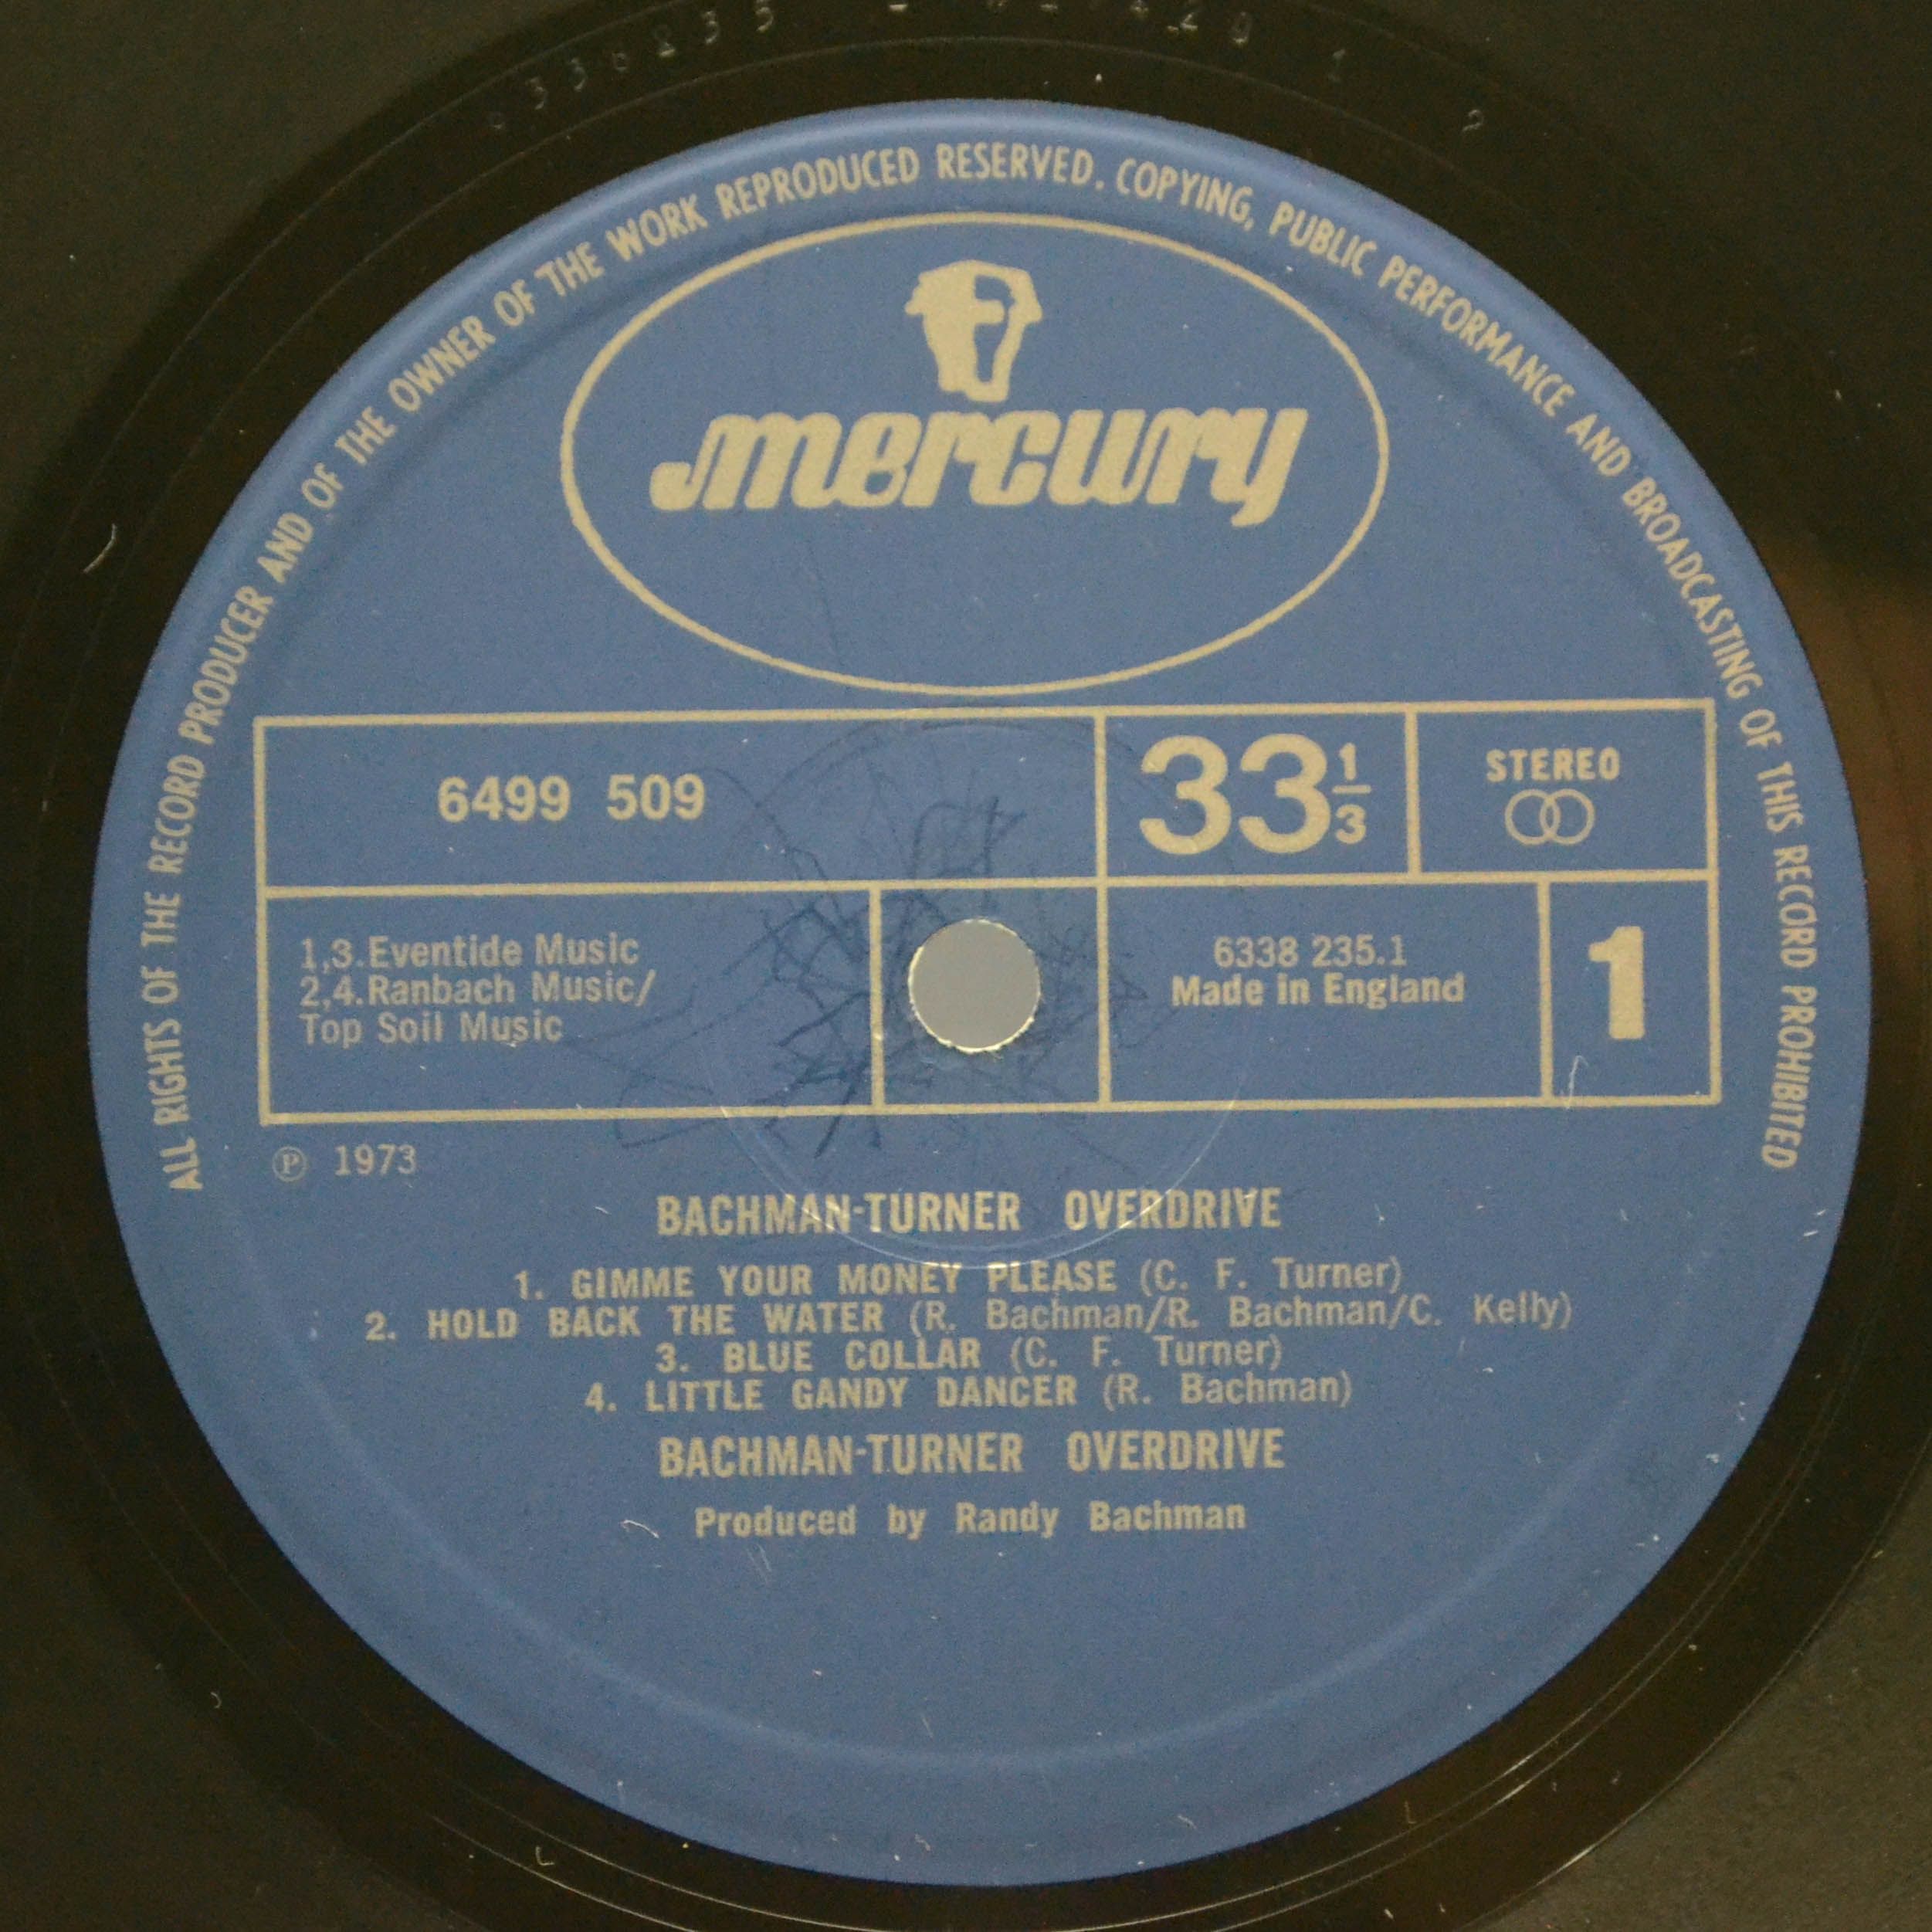 ALL RIGHTS OF THE RECORD PRODUCER AND OF THE OWNER OF THE WORK REPRODUCED RESERVED. COPYING, PUBLIC PERFORMANCE AND BROADCASTING OF THIS RECORD PROHIBITED
mercury
6499 509
33 1/3
STEREO
1,3.Eventide Music
2,4.Ranbach Music/
Top Soil Music
6338 235.1
Made in England
1
℗ 1973
BACHMAN-TURNER OVERDRIVE
1. GIMME YOUR MONEY PLEASE (C. F. Turner)
2. HOLD BACK THE WATER (R. Bachman/R. Bachman/C. Kelly)
3. BLUE COLLAR (C. F. Turner)
4. LITTLE GANDY DANCER (R. Bachman)
BACHMAN-TURNER OVERDRIVE
Produced by Randy Bachman